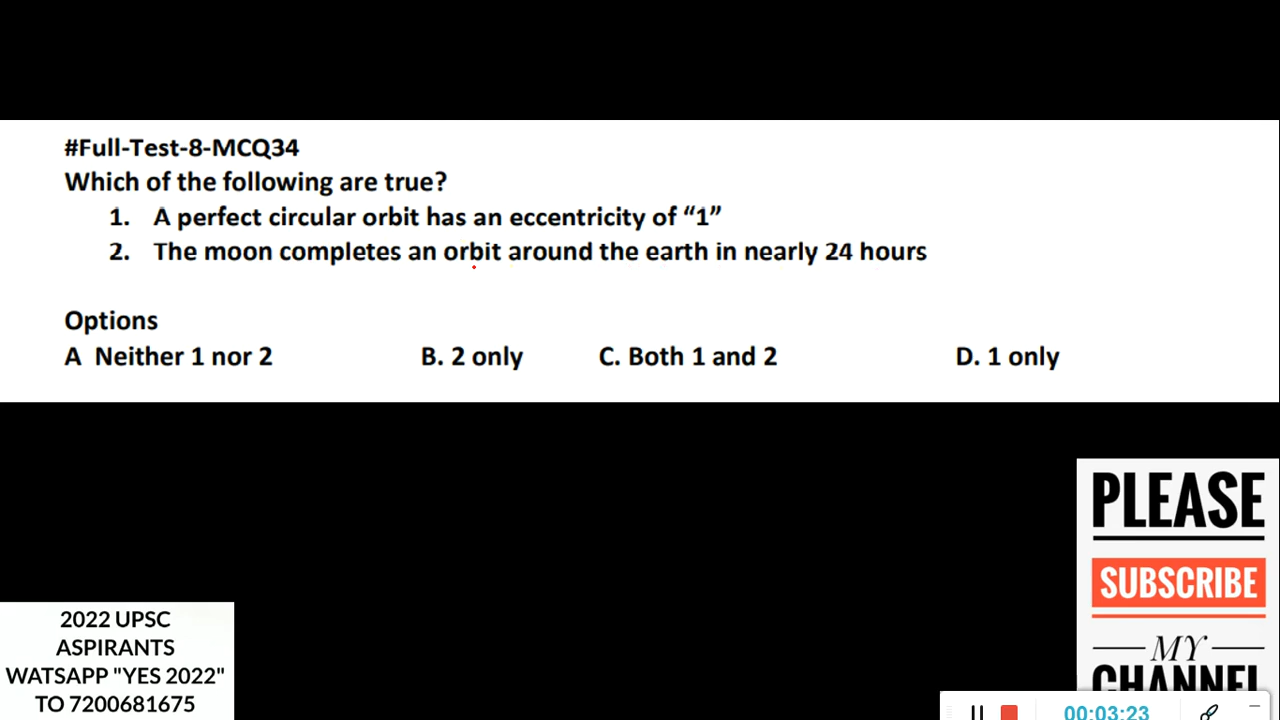 #Full-Test-8-MCQ34
Which of the following are true?
1. A perfect circular orbit has an eccentricity of “1”
2. The moon completes an orbit around the earth in nearly 24 hours
Options
A Neither 1 nor 2 B. 2 only C. Both 1 and 2 D. 1 only
PLEASE
SUBSCRIBE
MY
CHANNEL
2022 UPSC
ASPIRANTS
WATSAPP "YES 2022"
TO 7200681675
00:03:23